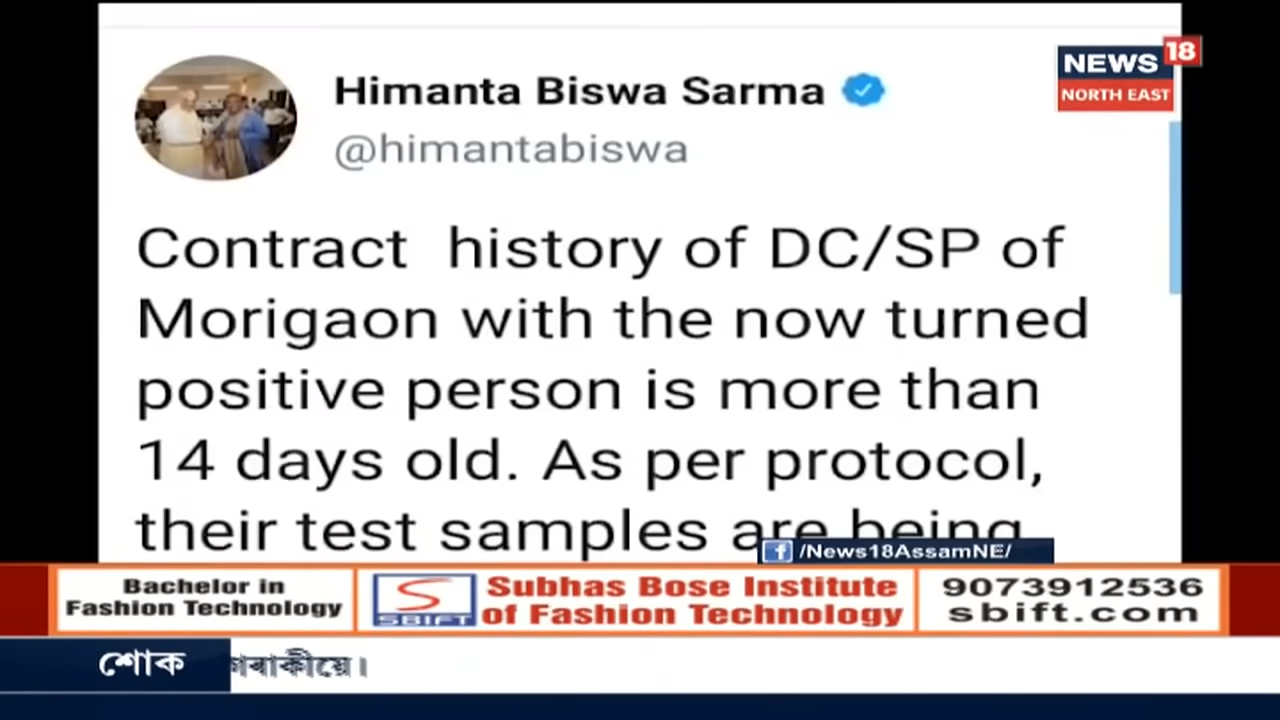 Himanta Biswa Sarma
@himantabiswa
NEWS 18
NORTH EAST
Contract history of DC/SP of
Morigaon with the now turned
positive person is more than
14 days old. As per protocol,
their test samples are being
/News18AssamNE/
Bachelor in
Fashion Technology
SBIFT
Subhas Bose Institute
of Fashion Technology
9073912536
sbift.com
শোক